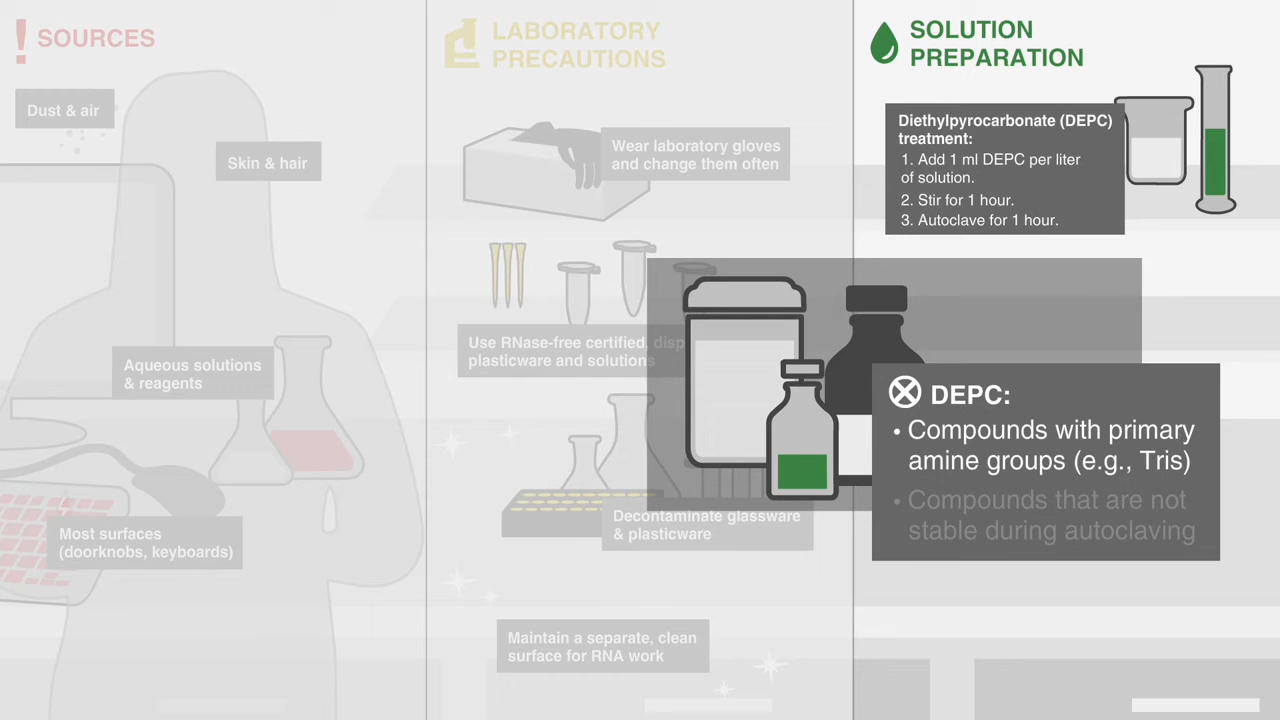 SOURCES
Dust & air
Skin & hair
Aqueous solutions
& reagents
Most surfaces
(doorknobs, keyboards)
LABORATORY
PRECAUTIONS
Wear laboratory gloves
and change them often
Use RNase-free certified, disp
plasticware and solutions
Decontaminate glassware
& plasticware
Maintain a separate, clean
surface for RNA work
SOLUTION
PREPARATION
Diethylpyrocarbonate (DEPC)
treatment:
1. Add 1 ml DEPC per liter
of solution.
2. Stir for 1 hour.
3. Autoclave for 1 hour.
DEPC:
• Compounds with primary
amine groups (e.g., Tris)
• Compounds that are not
stable during autoclaving